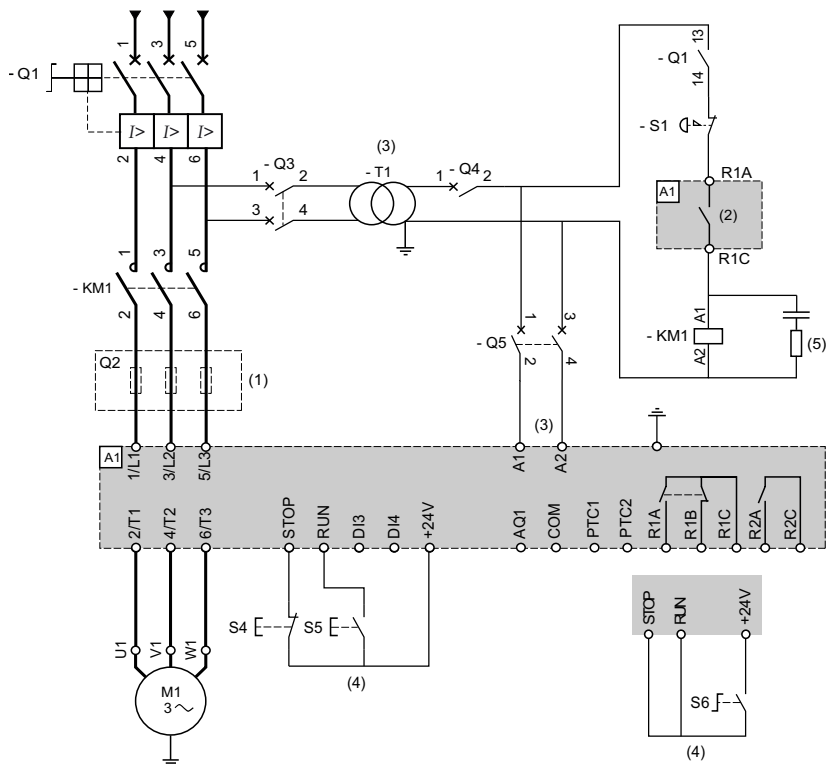 1 3 5
- Q1
I> I> I>
2 4 6
13
- Q1
14
- S1
R1A
A1
(2)
R1C
- Q3
1 2
3 4
(3)
- T1
- Q4
1 2
1 3 5
- KM1
2 4 6
1 3
- Q5
2 4
A1
- KM1
A2
(5)
Q2
(1)
(3)
A1
1/L1 3/L2 5/L3
A1 A2
2/T1 4/T2 6/T3
STOP RUN DI3 DI4 +24V
AQ1 COM PTC1 PTC2 R1A R1B R1C R2A R2C
S4
S5
(4)
STOP RUN +24V
S6
(4)
U1 V1 W1
M1
3